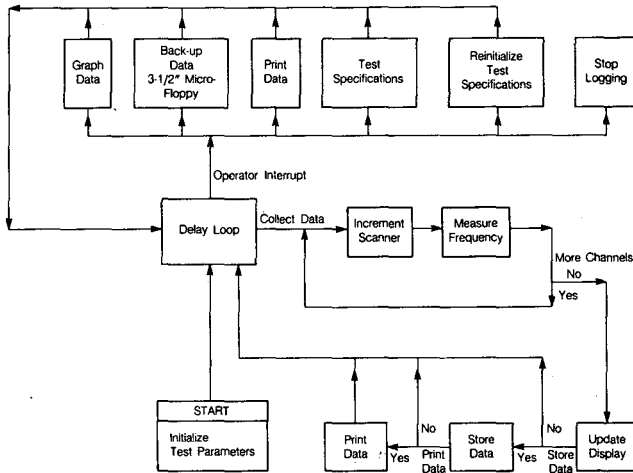 Graph
Data
Back-up
Data
3-1/2″ Micro-
Floppy
Print
Data
Test
Specifications
Reinitialize
Test
Specifications
Stop
Logging
Operator Interrupt
Delay Loop
Collect Data
Increment
Scanner
Measure
Frequency
More Channels
No
Yes
START
Initialize
Test Parameters
Print
Data
No
Yes
Print
Data
Store
Data
No
Yes
Store
Data
Update
Display